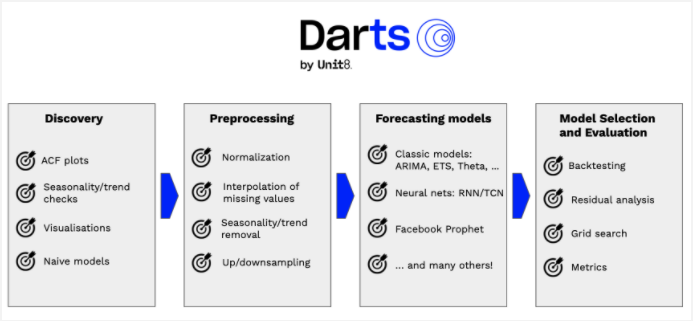 Darts
by Unit8.
Discovery
ACF plots
Seasonality/trend
checks
Visualisations
Naive models
Preprocessing
Normalization
Interpolation of
missing values
Seasonality/trend
removal
Up/downsampling
Forecasting models
Classic models:
ARIMA, ETS, Theta, ...
Neural nets: RNN/TCN
Facebook Prophet
... and many others!
Model Selection
and Evaluation
Backtesting
Residual analysis
Grid search
Metrics